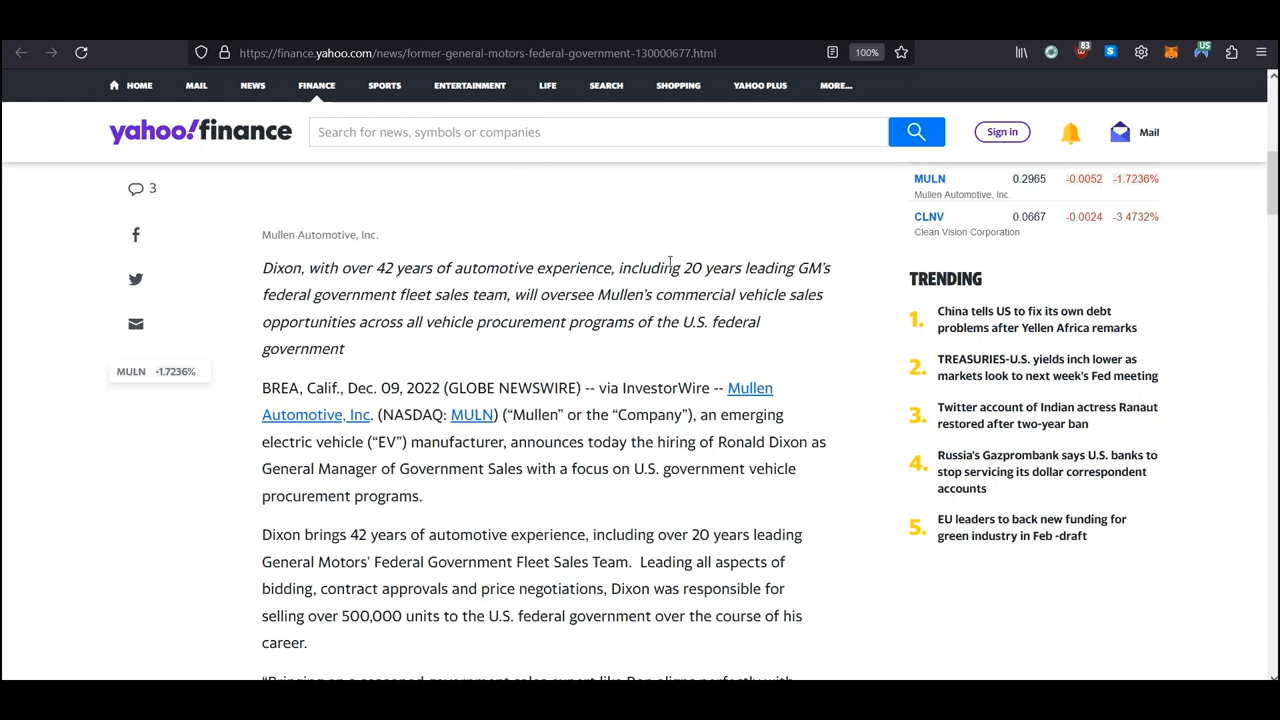 https://finance.yahoo.com/news/former-general-motors-federal-government-130000677.html
100%
83
S
US
HOME
MAIL
NEWS
FINANCE
SPORTS
ENTERTAINMENT
LIFE
SEARCH
SHOPPING
YAHOO PLUS
MORE...
yahoo!finance
Search for news, symbols or companies
Sign in
Mail
3
MULN -1.7236%
Mullen Automotive, Inc.
Dixon, with over 42 years of automotive experience, including 20 years leading GM's
federal government fleet sales team, will oversee Mullen's commercial vehicle sales
opportunities across all vehicle procurement programs of the U.S. federal
government
BREA, Calif., Dec. 09, 2022 (GLOBE NEWSWIRE) -- via InvestorWire -- Mullen
Automotive, Inc. (NASDAQ: MULN) (“Mullen” or the “Company”), an emerging
electric vehicle (“EV”) manufacturer, announces today the hiring of Ronald Dixon as
General Manager of Government Sales with a focus on U.S. government vehicle
procurement programs.
Dixon brings 42 years of automotive experience, including over 20 years leading
General Motors' Federal Government Fleet Sales Team. Leading all aspects of
bidding, contract approvals and price negotiations, Dixon was responsible for
selling over 500,000 units to the U.S. federal government over the course of his
career.
“Bringing on a seasoned government sales expert like Ron aligns perfectly with
MULN 0.2965 -0.0052 -1.7236%
Mullen Automotive, Inc.
CLNV 0.0667 -0.0024 -3.4732%
Clean Vision Corporation
TRENDING
1. China tells US to fix its own debt
problems after Yellen Africa remarks
2. TREASURIES-U.S. yields inch lower as
markets look to next week's Fed meeting
3. Twitter account of Indian actress Ranaut
restored after two-year ban
4. Russia's Gazprombank says U.S. banks to
stop servicing its dollar correspondent
accounts
5. EU leaders to back new funding for
green industry in Feb -draft